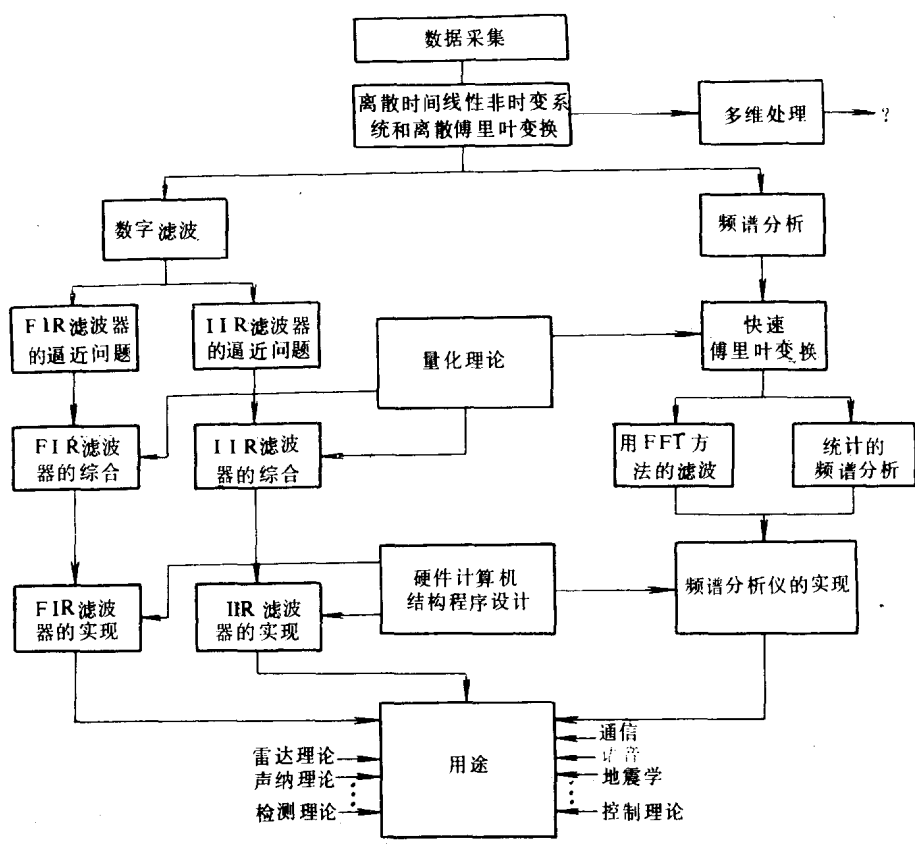 数据采集
离散时间线性非时变系
统和离散傅里叶变换
多维处理
?
数字滤波
频谱分析
FIR滤波器
的逼近问题
IIR滤波器
的逼近问题
量化理论
快速
傅里叶变换
FIR滤波
器的综合
IIR滤波
器的综合
用FFT方
法的滤波
统计的
频谱分析
FIR滤波
器的实现
IIR滤波
器的实现
硬件计算机
结构程序设计
频谱分析仪的实现
用途
雷达理论
声纳理论
检测理论
通信
语音
地震学
控制理论